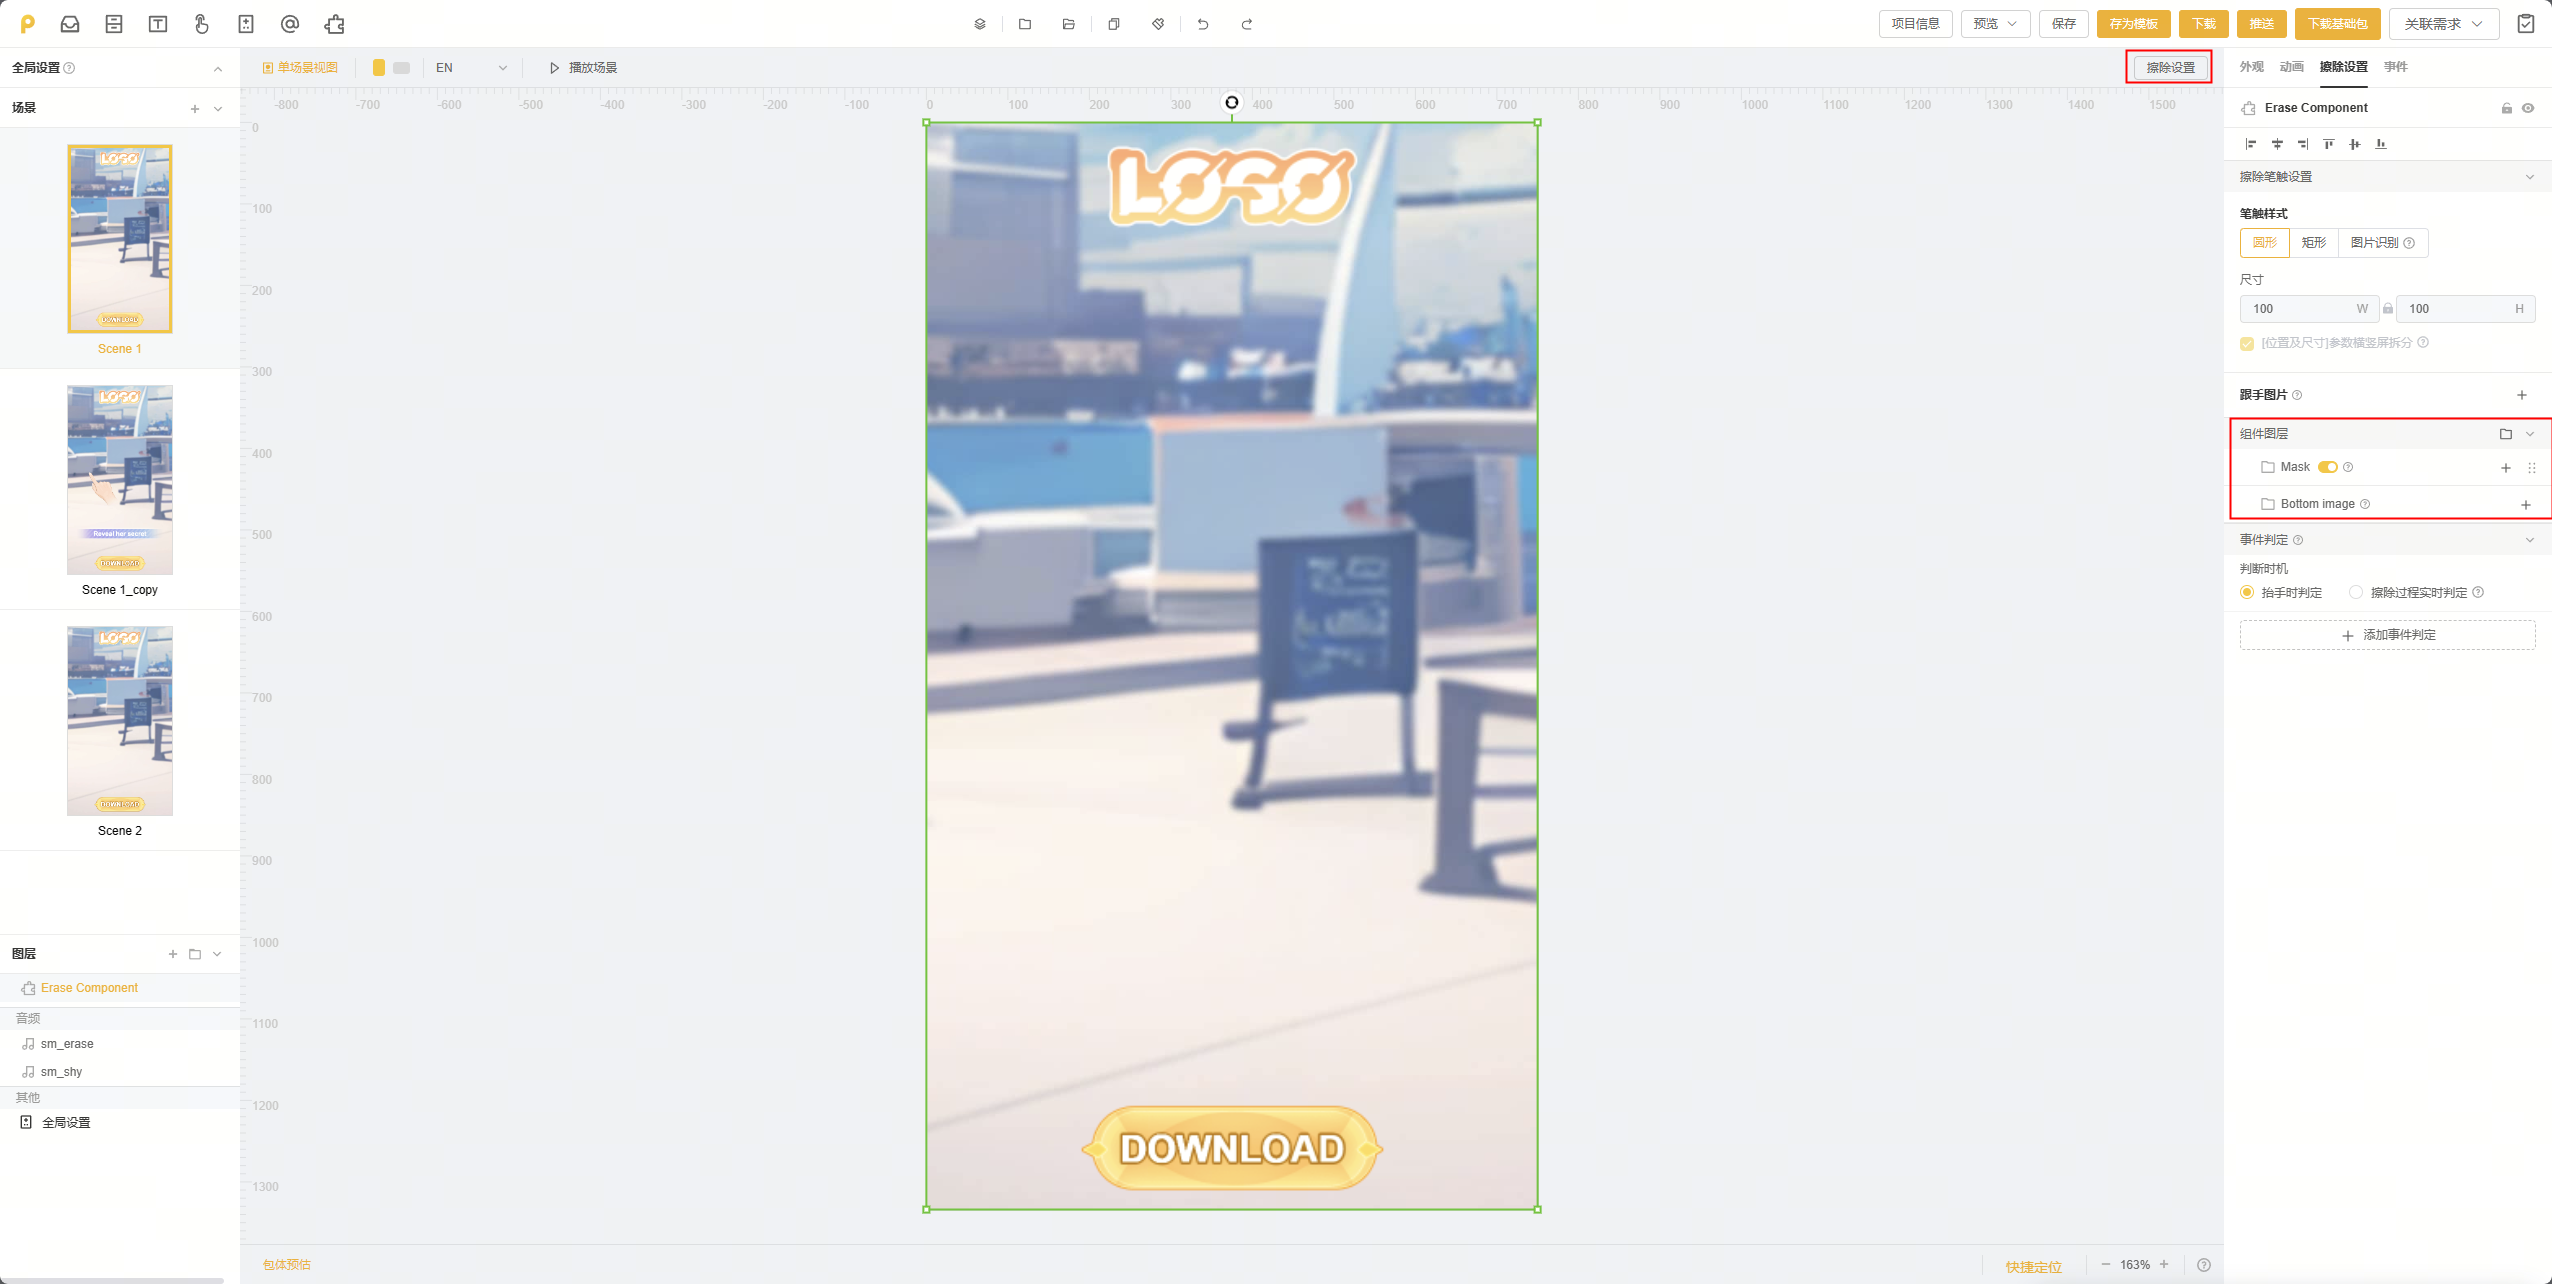 项目信息
预览
保存
存为模板
下载
推送
下载基础包
关联需求
全局设置
单场景视图
EN
播放场景
擦除设置
外观 动画 擦除设置 事件
场景
-800 -700 -600 -500 -400 -300 -200 -100 0 100 200 300 400 500 600 700 800 900 1000 1100 1200 1300 1400 1500
0
100
200
300
400
500
600
700
800
900
1000
1100
1200
1300
LOGO
DOWNLOAD
Scene 1
LOGO
Reveal her secret
DOWNLOAD
Scene 1_copy
LOGO
DOWNLOAD
Scene 2
图层
Erase Component
音频
sm_erase
sm_shy
其他
全局设置
LOGO
DOWNLOAD
包体预估
快捷定位
163%
Erase Component
擦除笔触设置
笔触样式
圆形 矩形 图片识别
尺寸
100 W 100 H
[位置及尺寸]参数横竖屏拆分
跟手图片
组件图层
Mask
Bottom image
事件判定
判断时机
抬手时判定 擦除过程实时判定
添加事件判定